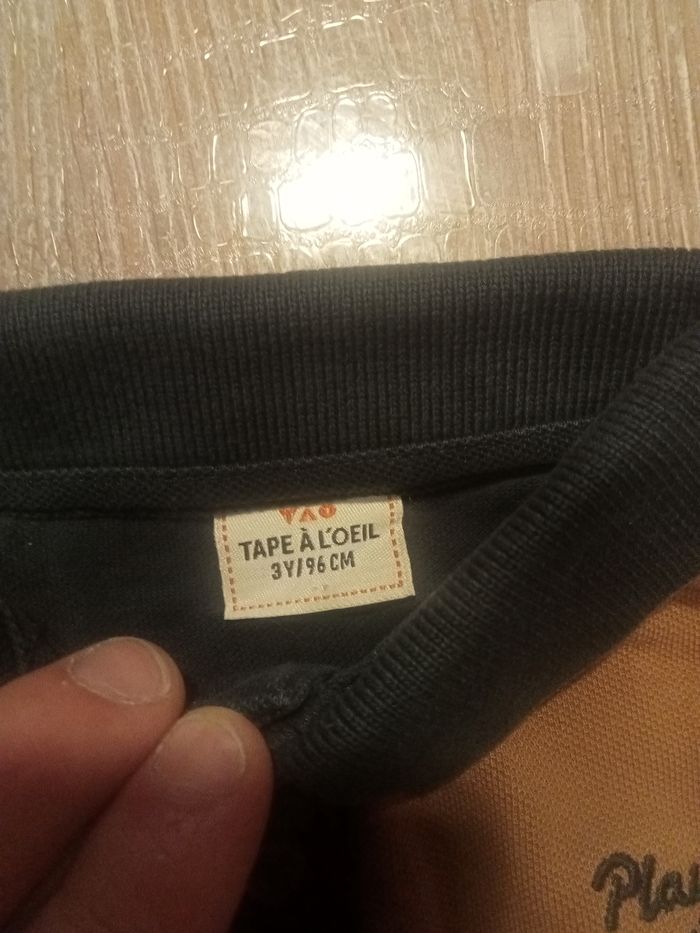 TAO
TAPE À L'OEIL
3Y/96 CM